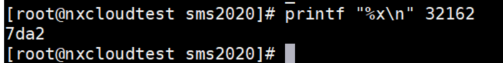 [root@nxcloudtest sms2020]# printf "%x\n" 32162
7da2
[root@nxcloudtest sms2020]#